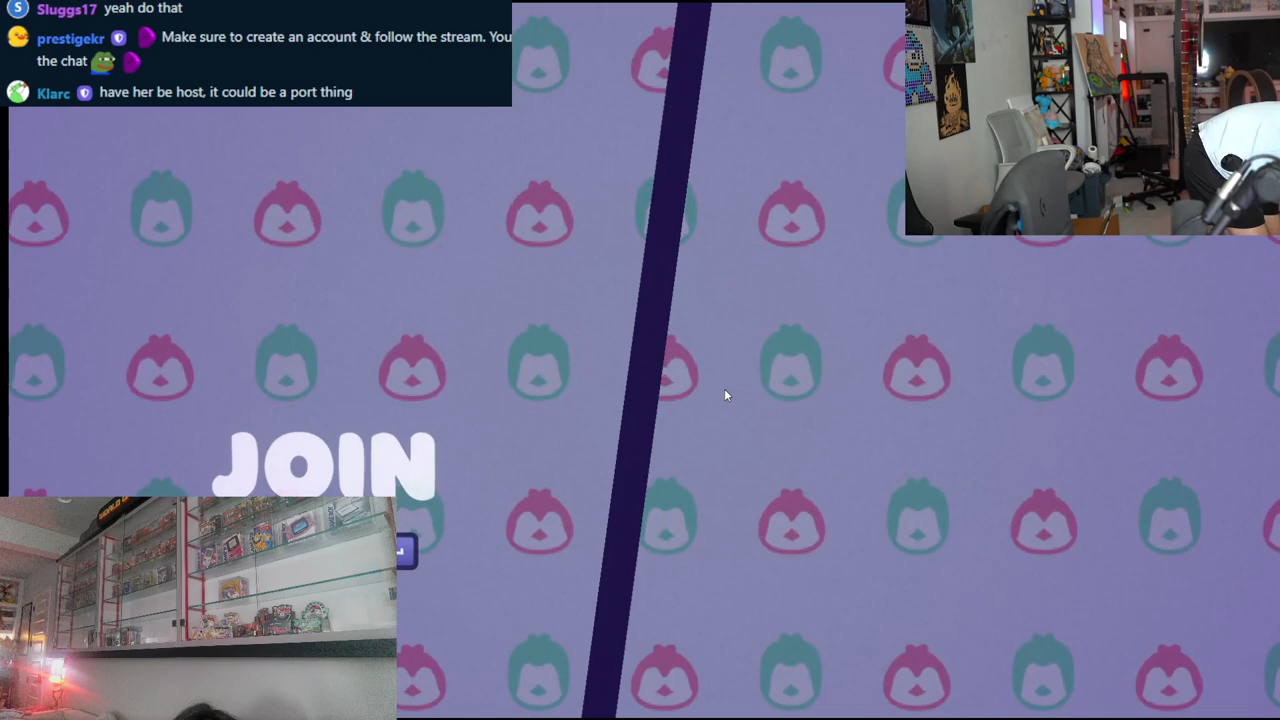 Sluggs17 yeah do that
prestigekr Make sure to create an account & follow the stream. You
the chat
Klarc have her be host, it could be a port thing
JOIN